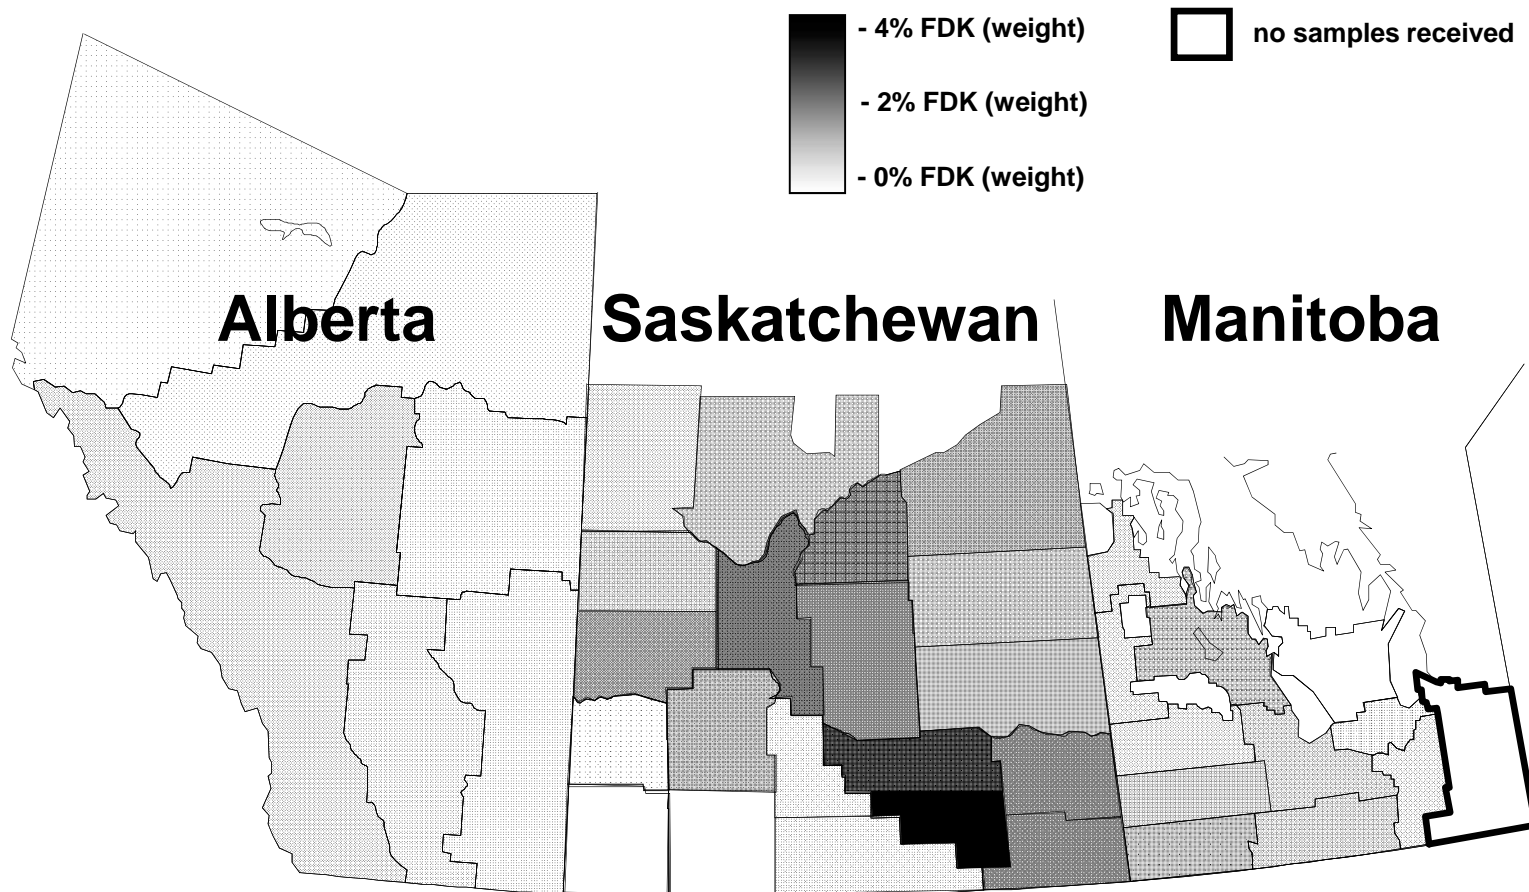 - 4% FDK (weight)
no samples received
- 2% FDK (weight)
- 0% FDK (weight)
Alberta
Saskatchewan
Manitoba